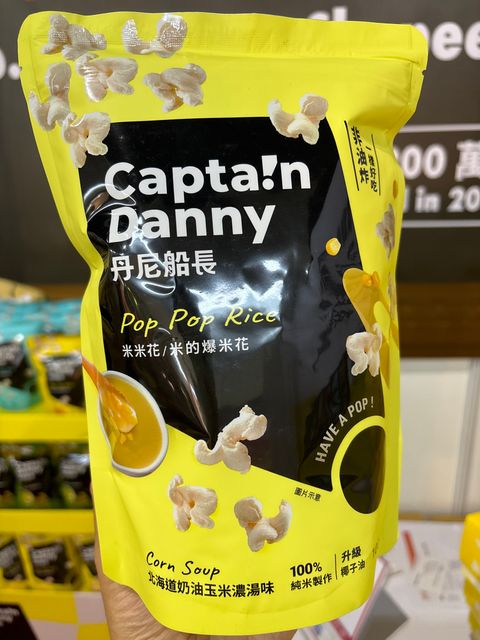 Capta!n
Danny
丹尼船長
Pop Pop Rice
米米花/米的爆米花
非油炸
一樣好吃
HAVE A POP!
圖片示意
Corn Soup
北海道奶油玉米濃湯味
100%
純米製作
升級
椰子油
00 萬
in 20